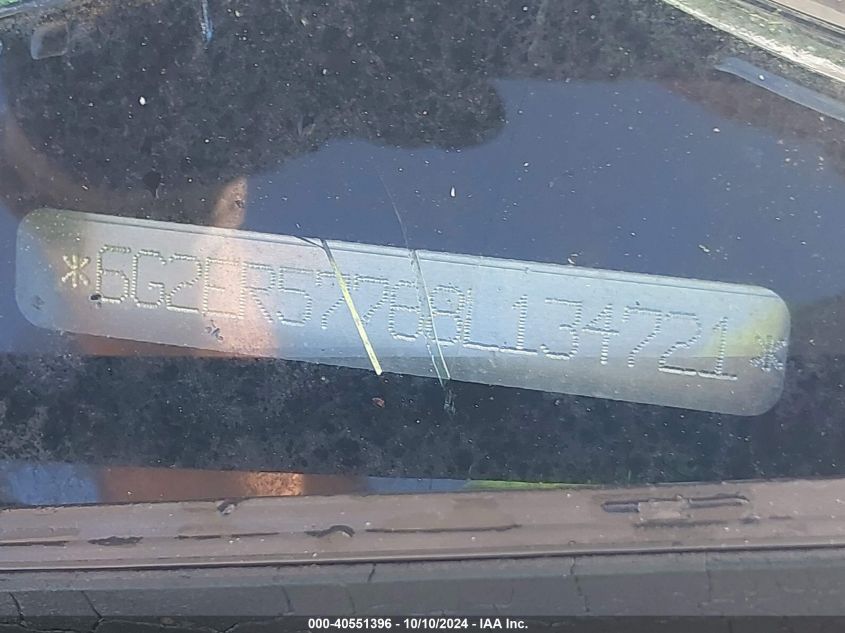 *6G2ER57768L134721*
000-40551396 - 10/10/2024 - IAA Inc.